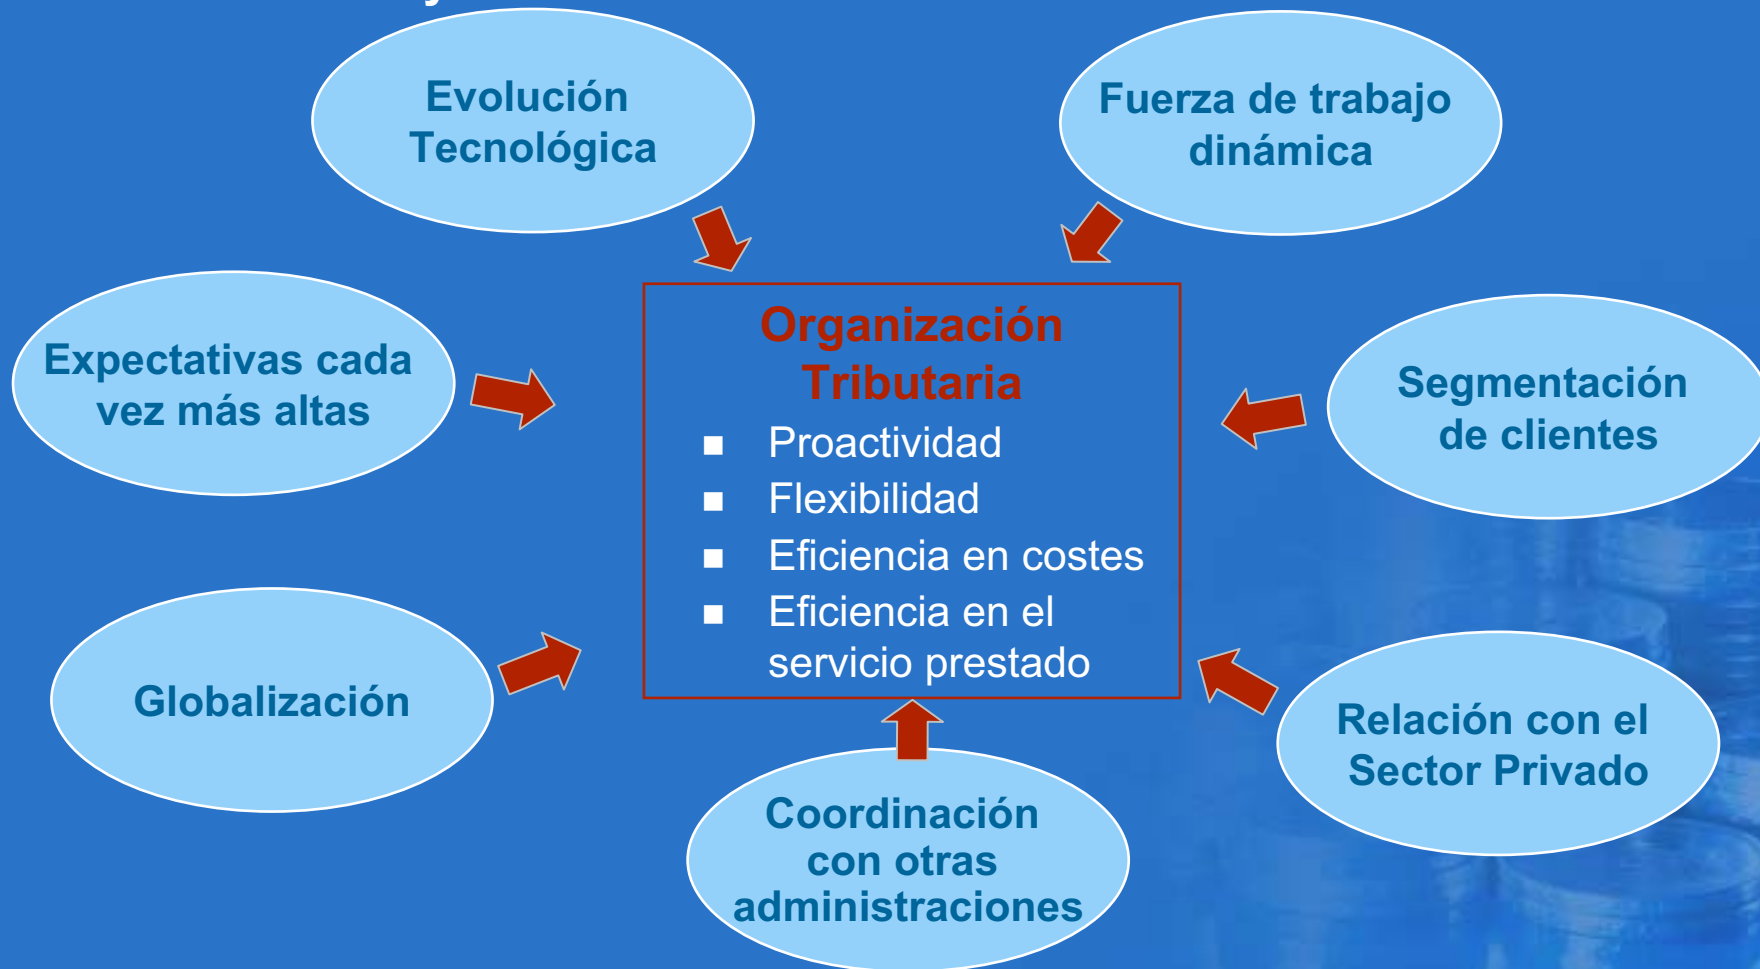 Evolución
Tecnológica
Fuerza de trabajo
dinámica
Expectativas cada
vez más altas
Organización
Tributaria
■ Proactividad
■ Flexibilidad
■ Eficiencia en costes
■ Eficiencia en el
servicio prestado
Segmentación
de clientes
Globalización
Relación con el
Sector Privado
Coordinación
con otras
administraciones